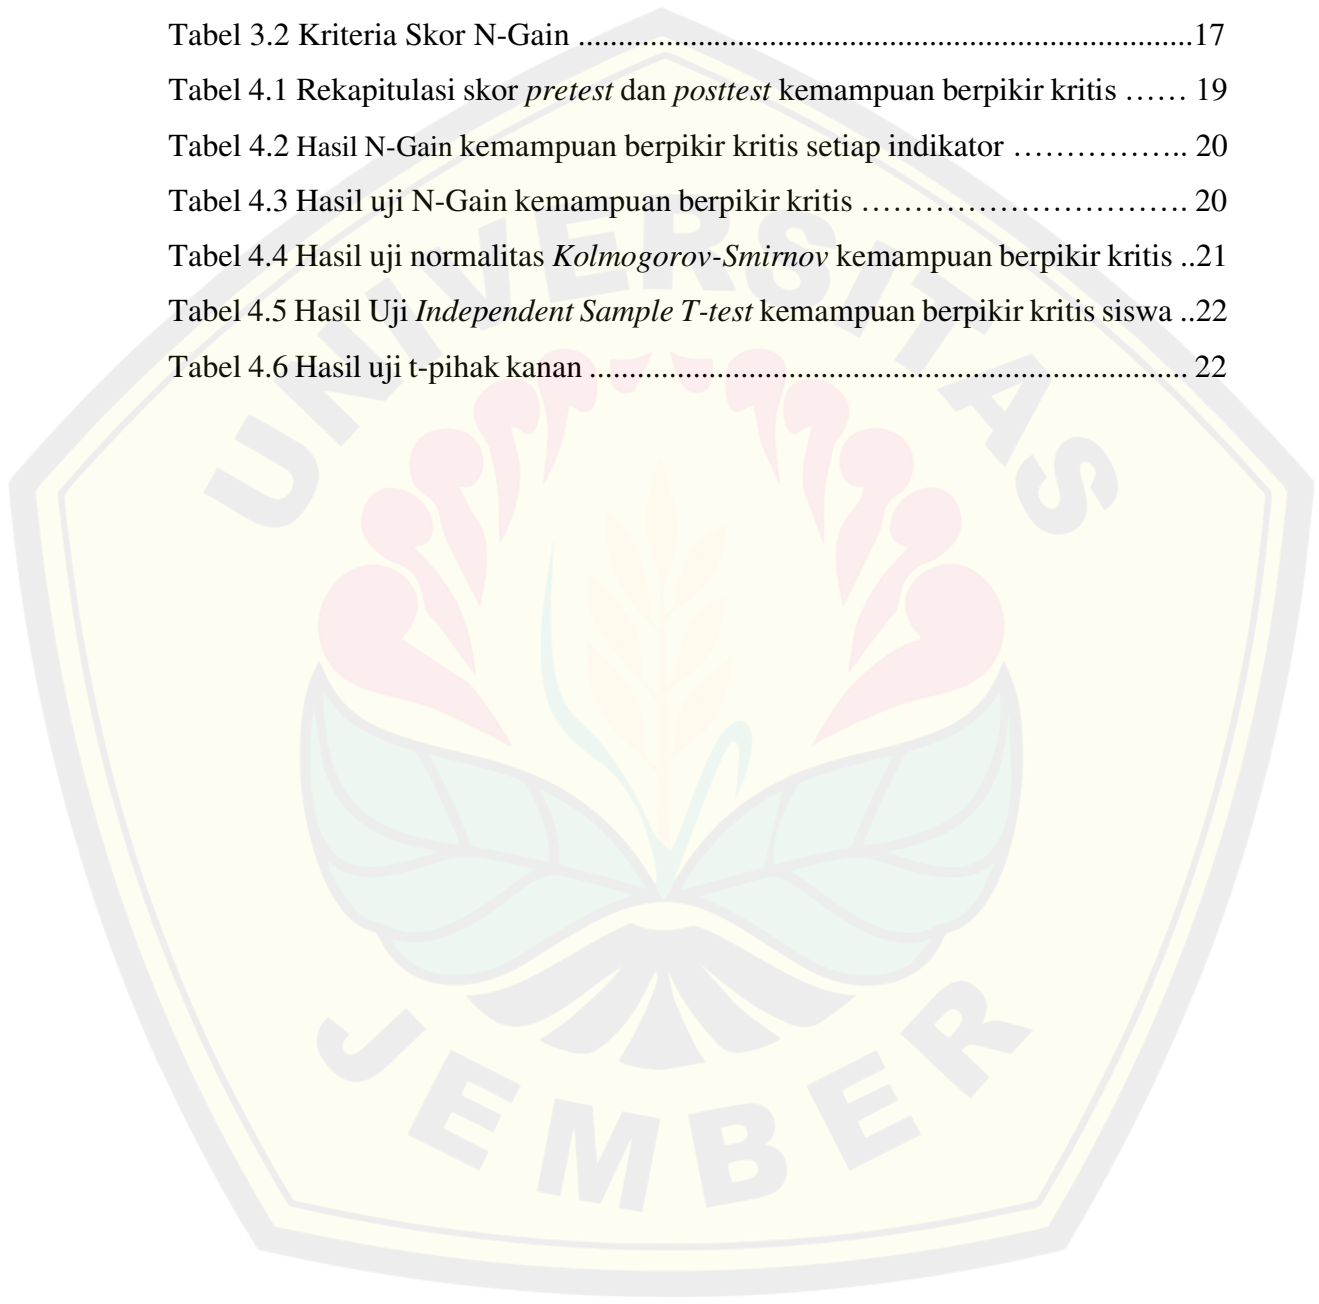 Tabel 3.2 Kriteria Skor N-Gain ...............................................................................................17
Tabel 4.1 Rekapitulasi skor pretest dan posttest kemampuan berpikir kritis …… 19
Tabel 4.2 Hasil N-Gain kemampuan berpikir kritis setiap indikator …………….. 20
Tabel 4.3 Hasil uji N-Gain kemampuan berpikir kritis …………………………. 20
Tabel 4.4 Hasil uji normalitas Kolmogorov-Smirnov kemampuan berpikir kritis ..21
Tabel 4.5 Hasil Uji Independent Sample T-test kemampuan berpikir kritis siswa ..22
Tabel 4.6 Hasil uji t-pihak kanan .......................................................................... 22
UNIVERSITAS
JEMBER